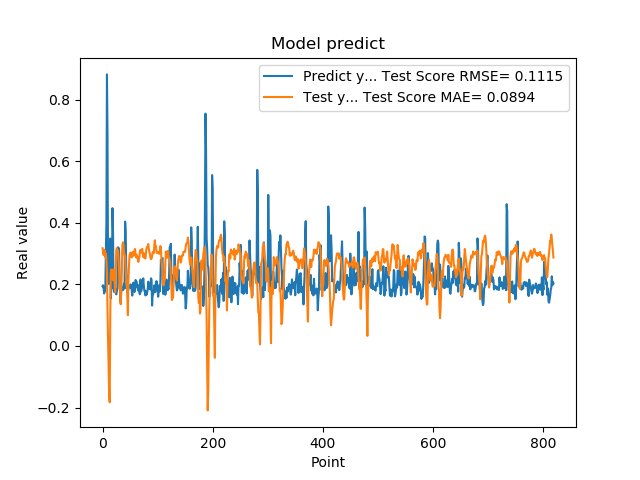 Model predict
Predict y... Test Score RMSE= 0.1115
Test y... Test Score MAE= 0.0894
Real value
0.8
0.6
0.4
0.2
0.0
−0.2
0 200 400 600 800
Point